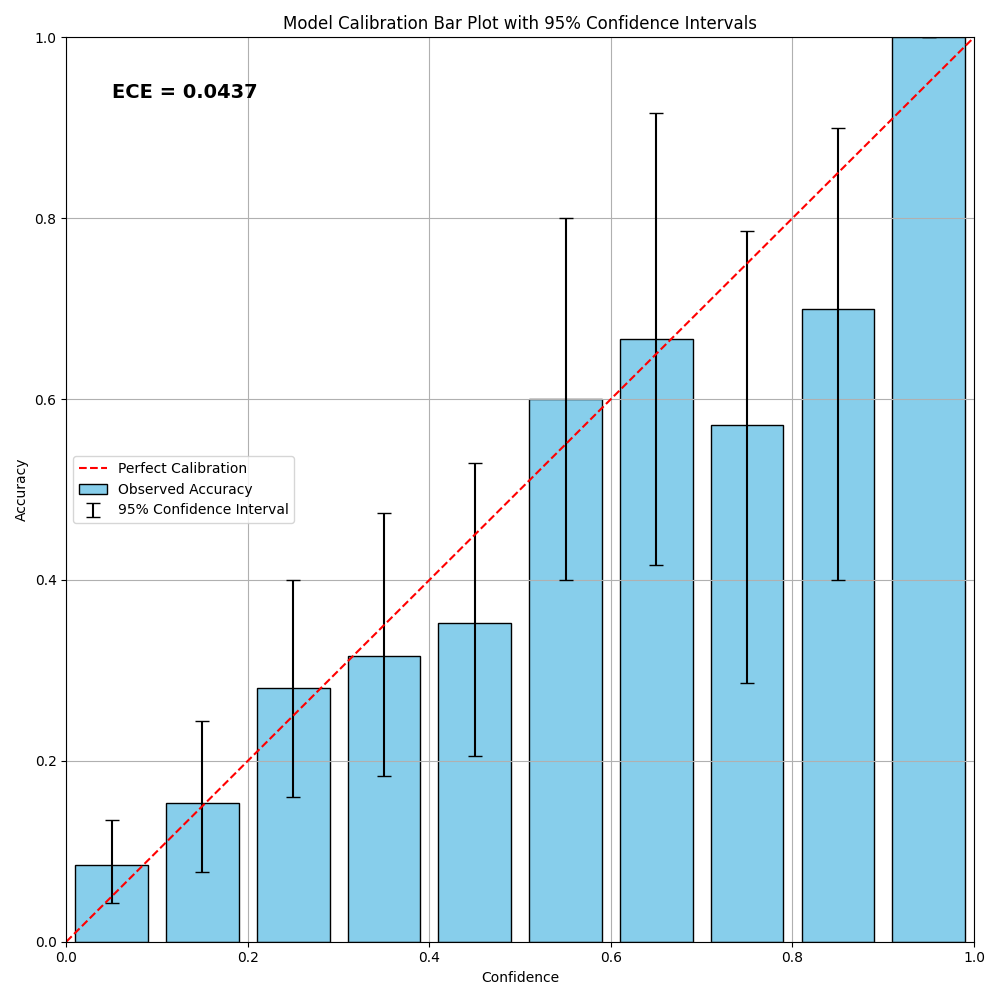 Model Calibration Bar Plot with 95% Confidence Intervals
1.0
ECE = 0.0437
0.8
0.6
Accuracy
Perfect Calibration
Observed Accuracy
95% Confidence Interval
0.4
0.2
0.0
0.0 0.2 0.4 0.6 0.8 1.0
Confidence